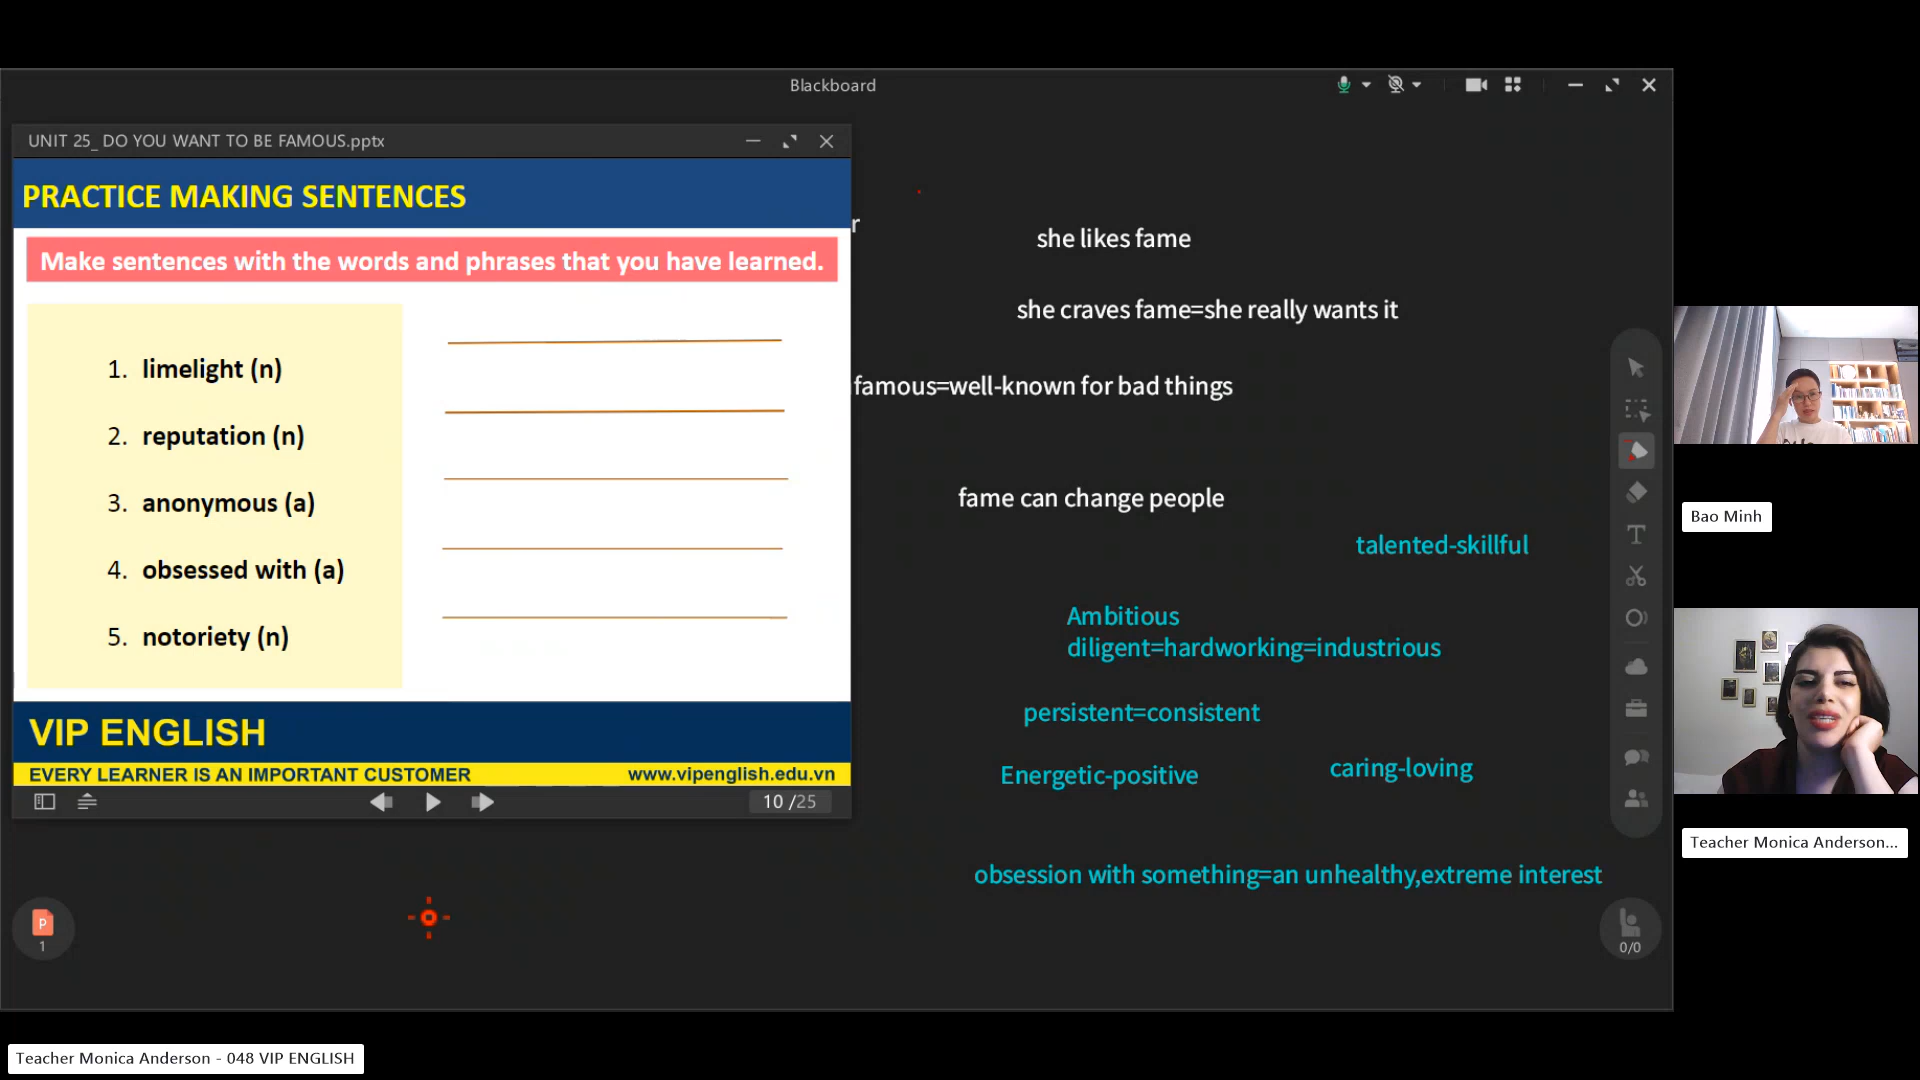 Blackboard
UNIT 25_ DO YOU WANT TO BE FAMOUS.pptx
PRACTICE MAKING SENTENCES
Make sentences with the words and phrases that you have learned.
1. limelight (n)
2. reputation (n)
3. anonymous (a)
4. obsessed with (a)
5. notoriety (n)
VIP ENGLISH
EVERY LEARNER IS AN IMPORTANT CUSTOMER
www.vipenglish.edu.vn
10 /25
r
she likes fame
she craves fame=she really wants it
famous=well-known for bad things
fame can change people
talented-skillful
Ambitious
diligent=hardworking=industrious
persistent=consistent
Energetic-positive
caring-loving
obsession with something=an unhealthy,extreme interest
P
1
0/0
Bao Minh
Teacher Monica Anderson...
Teacher Monica Anderson - 048 VIP ENGLISH